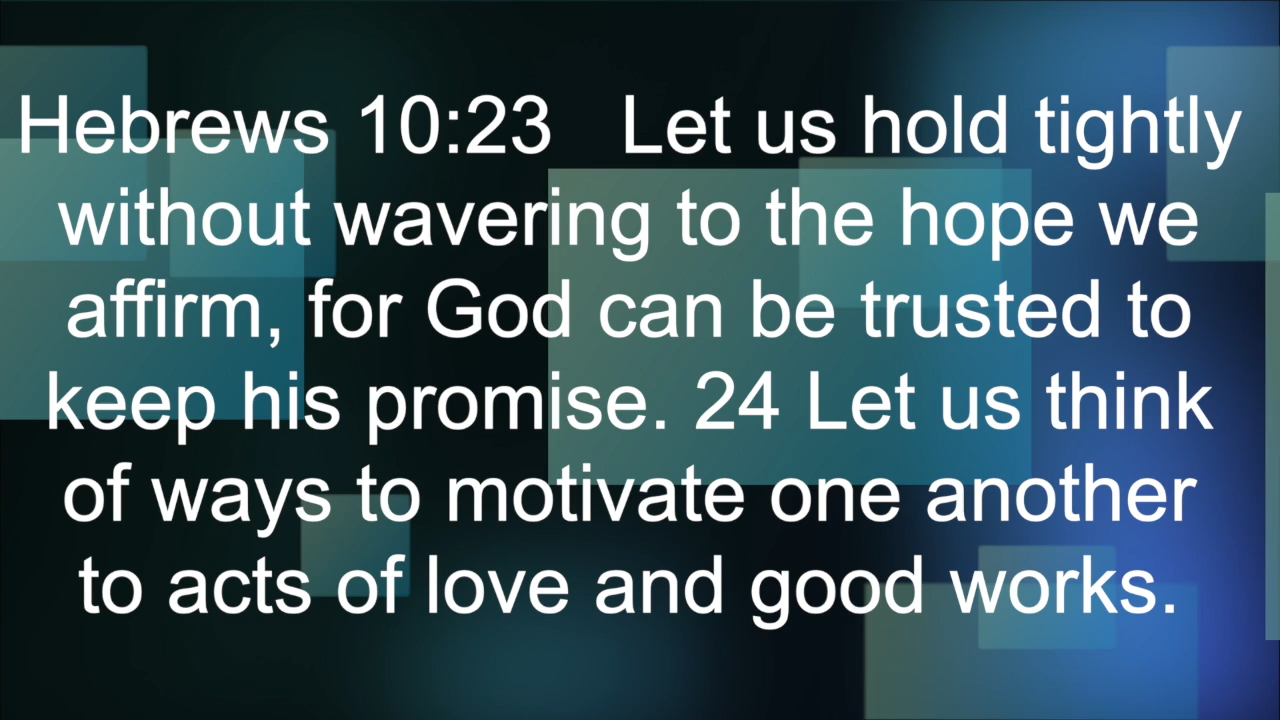 Hebrews 10:23   Let us hold tightly
without wavering to the hope we
affirm, for God can be trusted to
keep his promise. 24 Let us think
of ways to motivate one another
to acts of love and good works.